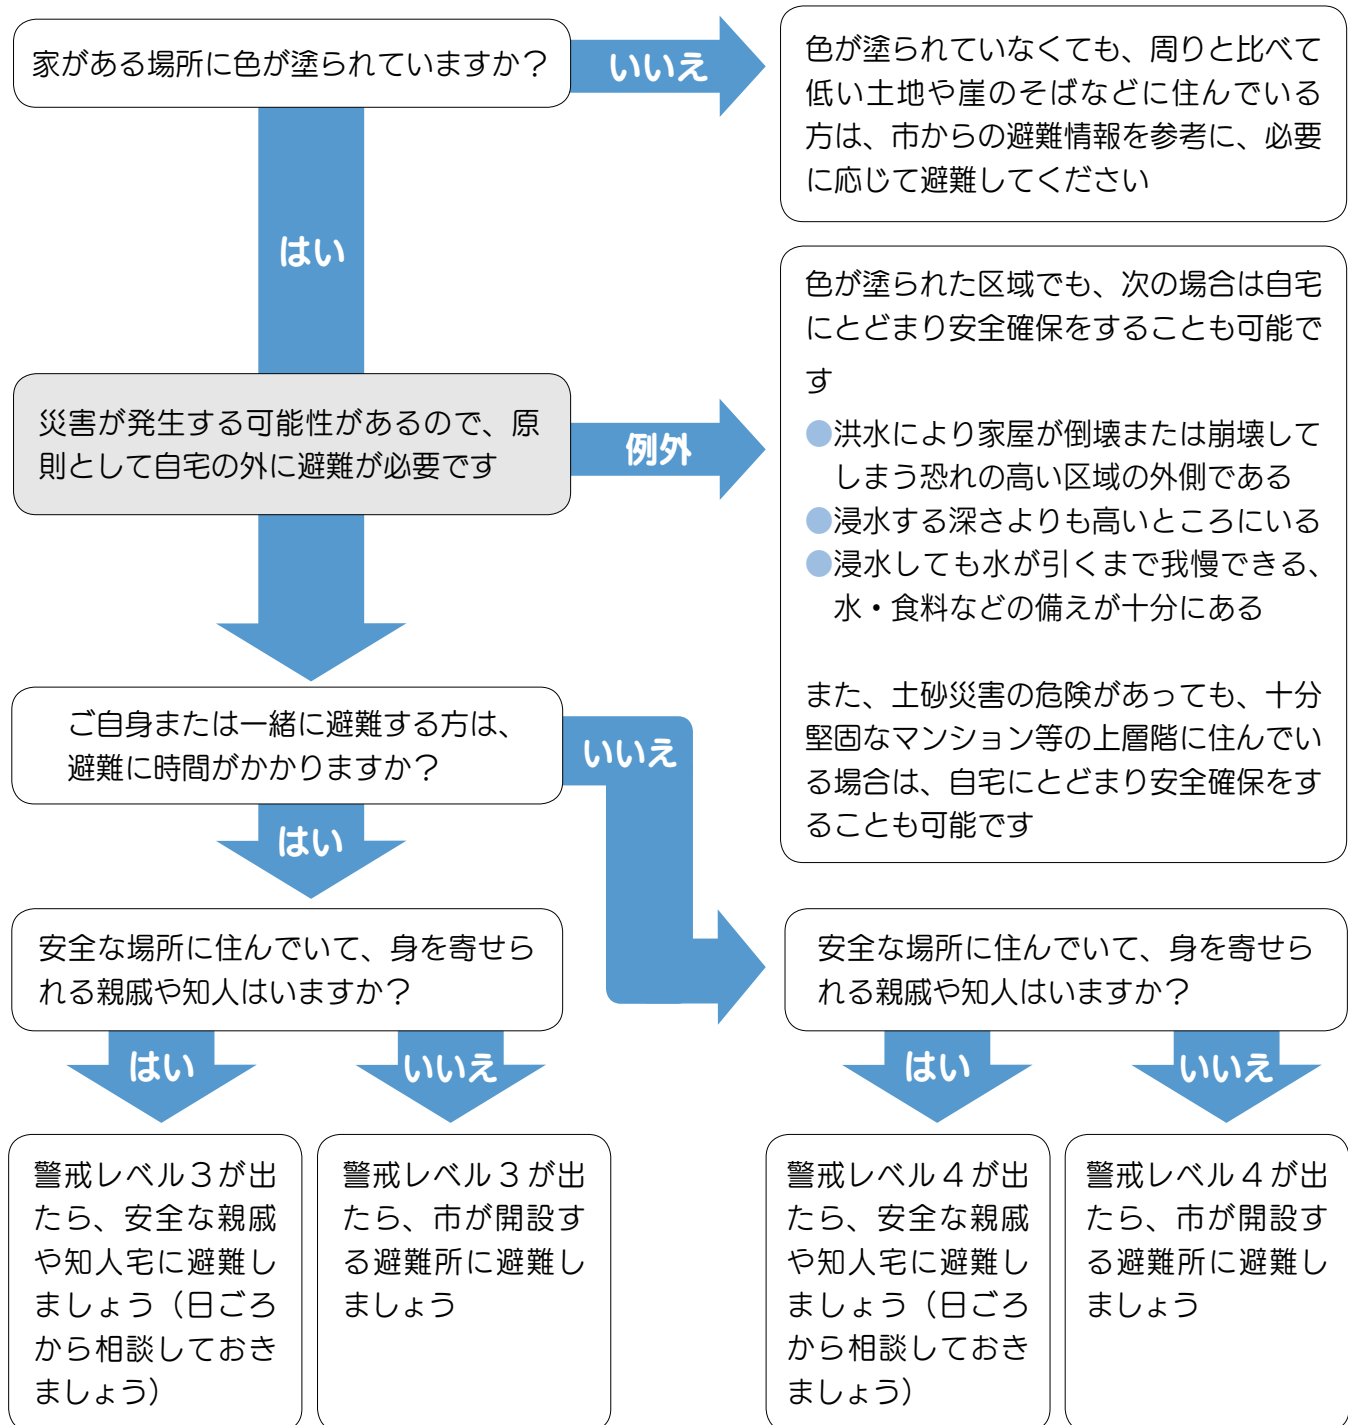 家がある場所に色が塗られていますか？
いいえ
色が塗られていなくても、周りと比べて
低い土地や崖のそばなどに住んでいる
方は、市からの避難情報を参考に、必要
に応じて避難してください
はい
災害が発生する可能性があるので、原
則として自宅の外に避難が必要です
例外
色が塗られた区域でも、次の場合は自宅
にとどまり安全確保をすることも可能で
す
●洪水により家屋が倒壊または崩壊して
しまう恐れの高い区域の外側である
●浸水する深さよりも高いところにいる
●浸水しても水が引くまで我慢できる、
水・食料などの備えが十分にある
また、土砂災害の危険があっても、十分
堅固なマンション等の上層階に住んでい
る場合は、自宅にとどまり安全確保をす
ることも可能です
ご自身または一緒に避難する方は、
避難に時間がかかりますか？
いいえ
はい
安全な場所に住んでいて、身を寄せら
れる親戚や知人はいますか？
安全な場所に住んでいて、身を寄せら
れる親戚や知人はいますか？
はい
いいえ
はい
いいえ
警戒レベル３が出
たら、安全な親戚
や知人宅に避難し
ましょう（日ごろ
から相談しておき
ましょう）
警戒レベル３が出
たら、市が開設す
る避難所に避難し
ましょう
警戒レベル４が出
たら、安全な親戚
や知人宅に避難し
ましょう（日ごろ
から相談しておき
ましょう）
警戒レベル４が出
たら、市が開設す
る避難所に避難し
ましょう